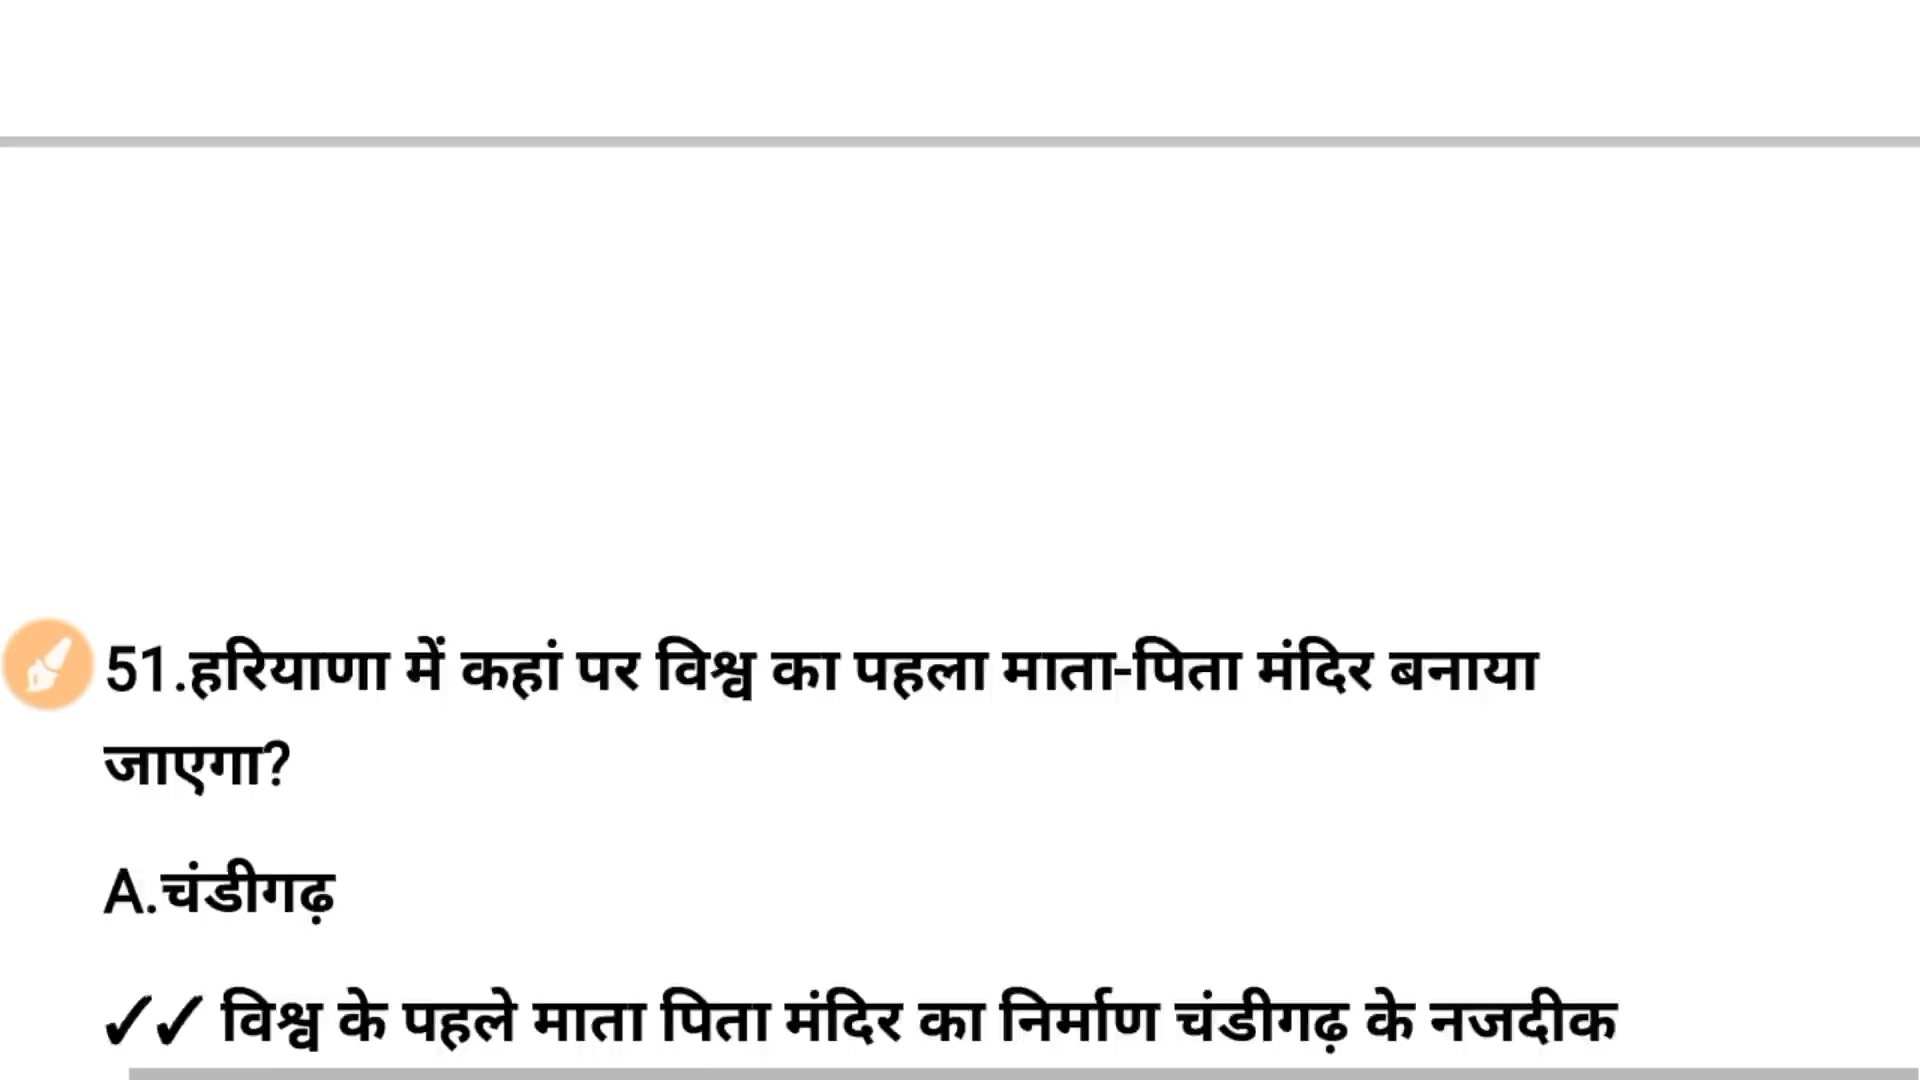 51.हरियाणा में कहां पर विश्व का पहला माता-पिता मंदिर बनाया
जाएगा?
A.चंडीगढ़
✓✓ विश्व के पहले माता पिता मंदिर का निर्माण चंडीगढ़ के नजदीक